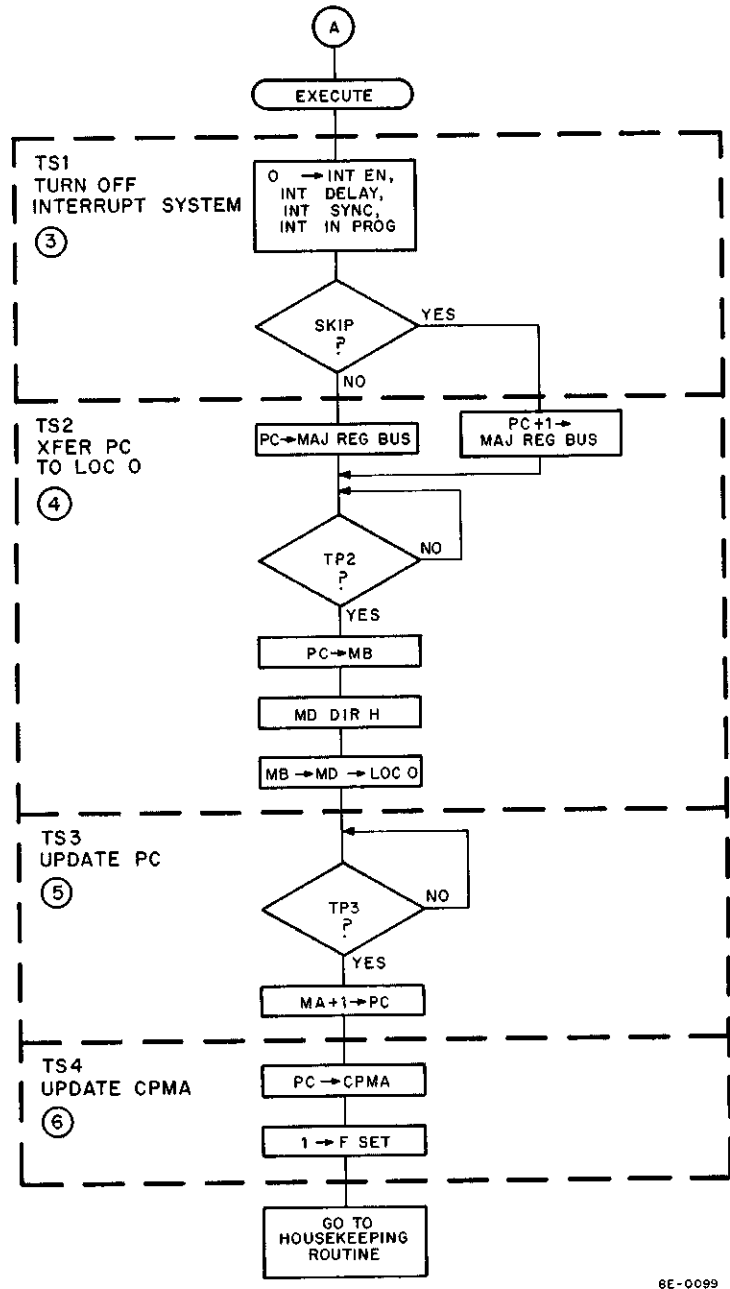 A
EXECUTE
TS1
TURN OFF
INTERRUPT SYSTEM
3
0 → INT EN,
INT DELAY,
INT SYNC,
INT IN PROG
SKIP
?
YES
NO
TS2
XFER PC
TO LOC 0
4
PC→MAJ REG BUS
PC+1→
MAJ REG BUS
TP2
?
NO
YES
PC→MB
MD DIR H
MB→MD→LOC 0
TS3
UPDATE PC
5
TP3
?
NO
YES
MA+1→PC
TS4
UPDATE CPMA
6
PC→CPMA
1→F SET
GO TO
HOUSEKEEPING
ROUTINE
8E-0099